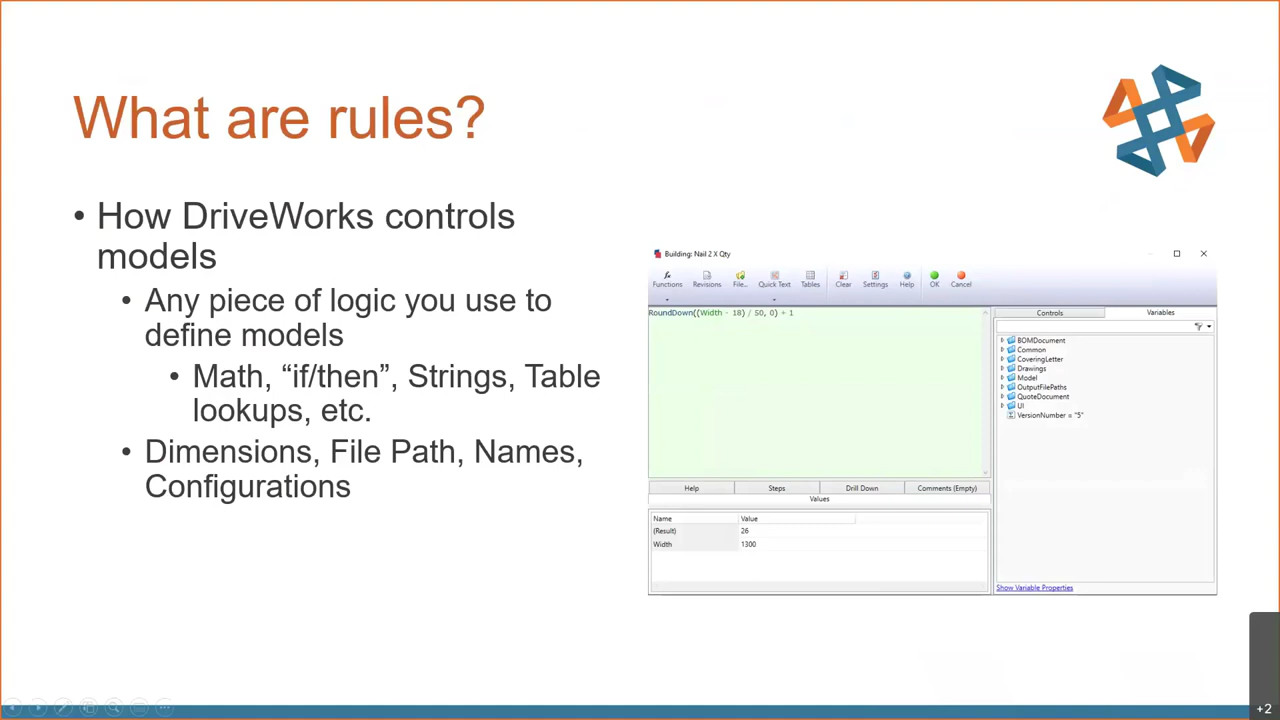 What are rules?
• How DriveWorks controls
models
• Any piece of logic you use to
define models
• Math, “if/then”, Strings, Table
lookups, etc.
• Dimensions, File Path, Names,
Configurations
Building: Nail 2 X Qty
Functions Revisions File... Quick Text Tables Clear Settings Help OK Cancel
RoundDown((Width - 18) / 50, 0) + 1
Controls Variables
BOMDocument
Common
CoveringLetter
Drawings
Model
OutputFilePaths
QuoteDocument
UI
VersionNumber = "5"
Help Steps Drill Down Comments (Empty)
Values
Name Value
(Result) 26
Width 1300
Show Variable Properties
+2